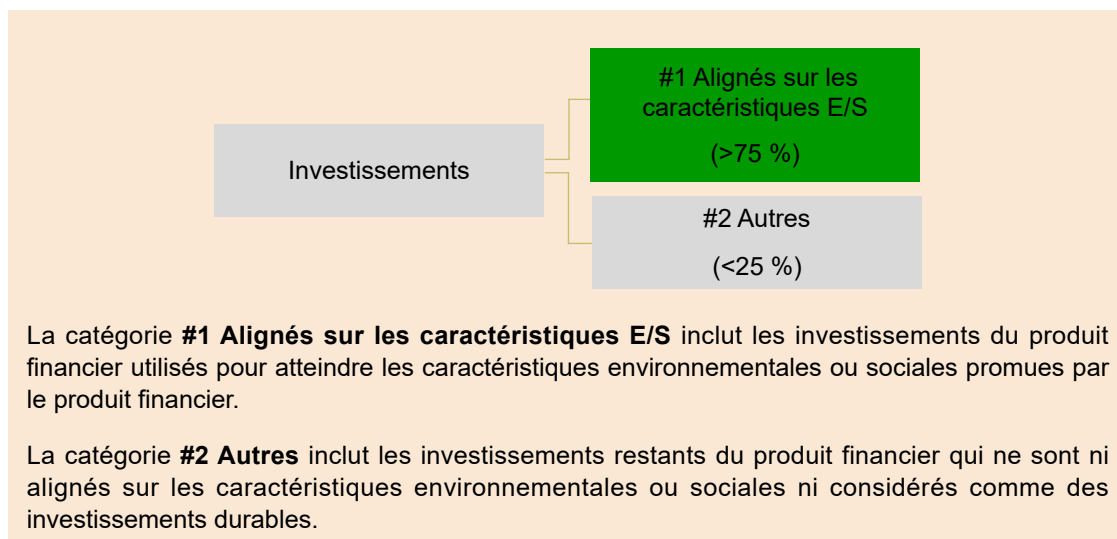 #1 Alignés sur les
caractéristiques E/S
(>75 %)
Investissements
#2 Autres
(<25 %)
La catégorie #1 Alignés sur les caractéristiques E/S inclut les investissements du produit
financier utilisés pour atteindre les caractéristiques environnementales ou sociales promues par
le produit financier.
La catégorie #2 Autres inclut les investissements restants du produit financier qui ne sont ni
alignés sur les caractéristiques environnementales ou sociales ni considérés comme des
investissements durables.